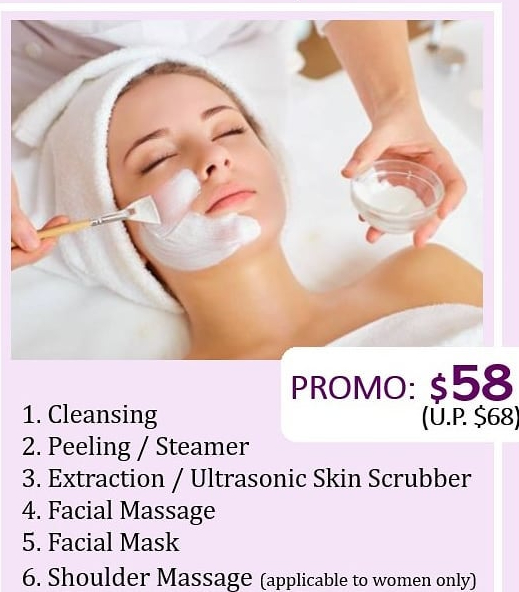 PROMO: $58
(U.P. $68)
1. Cleansing
2. Peeling / Steamer
3. Extraction / Ultrasonic Skin Scrubber
4. Facial Massage
5. Facial Mask
6. Shoulder Massage (applicable to women only)